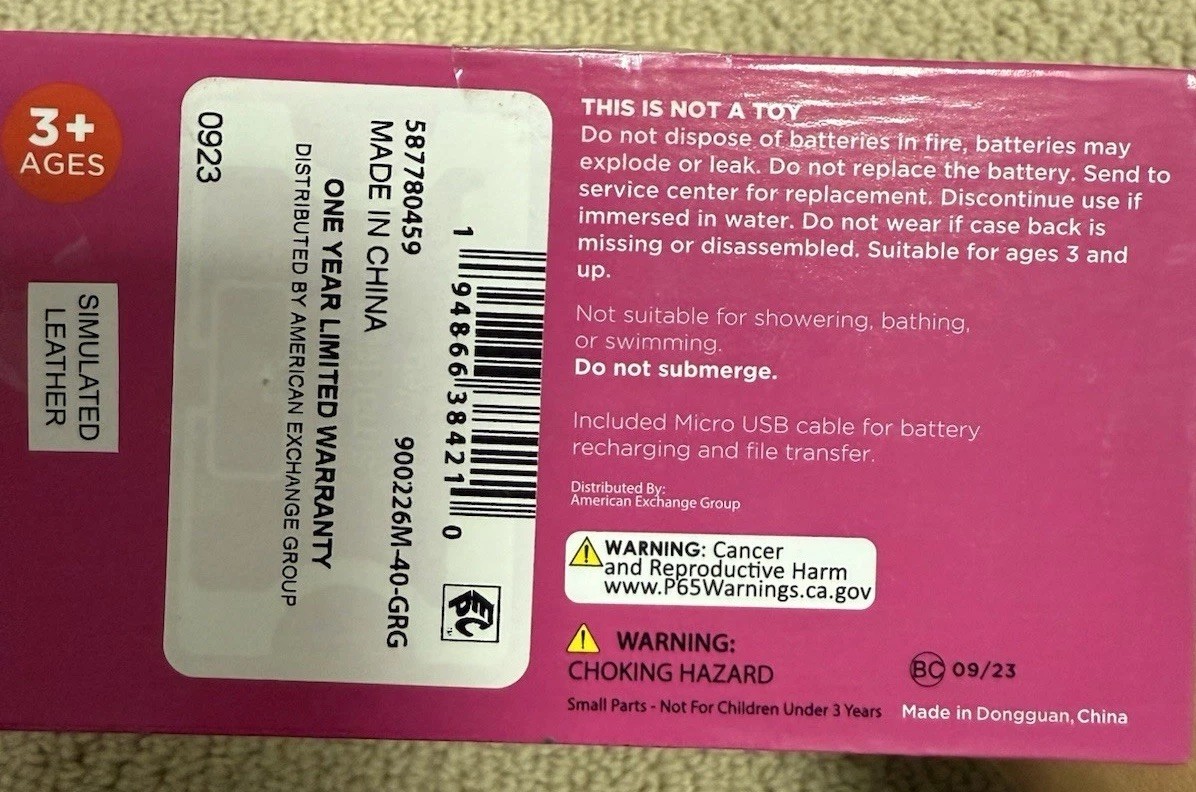 3+
AGES
SIMULATED
LEATHER
0923
587780459
MADE IN CHINA
900226M-40-GRG
ONE YEAR LIMITED WARRANTY
DISTRIBUTED BY AMERICAN EXCHANGE GROUP
1 94866 38421 0
EPC
THIS IS NOT A TOY
Do not dispose of batteries in fire, batteries may
explode or leak. Do not replace the battery. Send to
service center for replacement. Discontinue use if
immersed in water. Do not wear if case back is
missing or disassembled. Suitable for ages 3 and
up.
Not suitable for showering, bathing,
or swimming.
Do not submerge.
Included Micro USB cable for battery
recharging and file transfer.
Distributed By:
American Exchange Group
WARNING: Cancer
and Reproductive Harm
www.P65Warnings.ca.gov
WARNING:
CHOKING HAZARD
Small Parts - Not For Children Under 3 Years
BC 09/23
Made in Dongguan, China